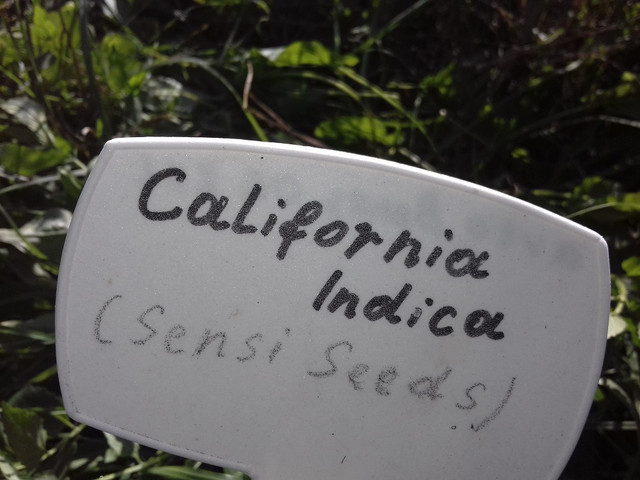 California
Indica
(Sensi Seeds)